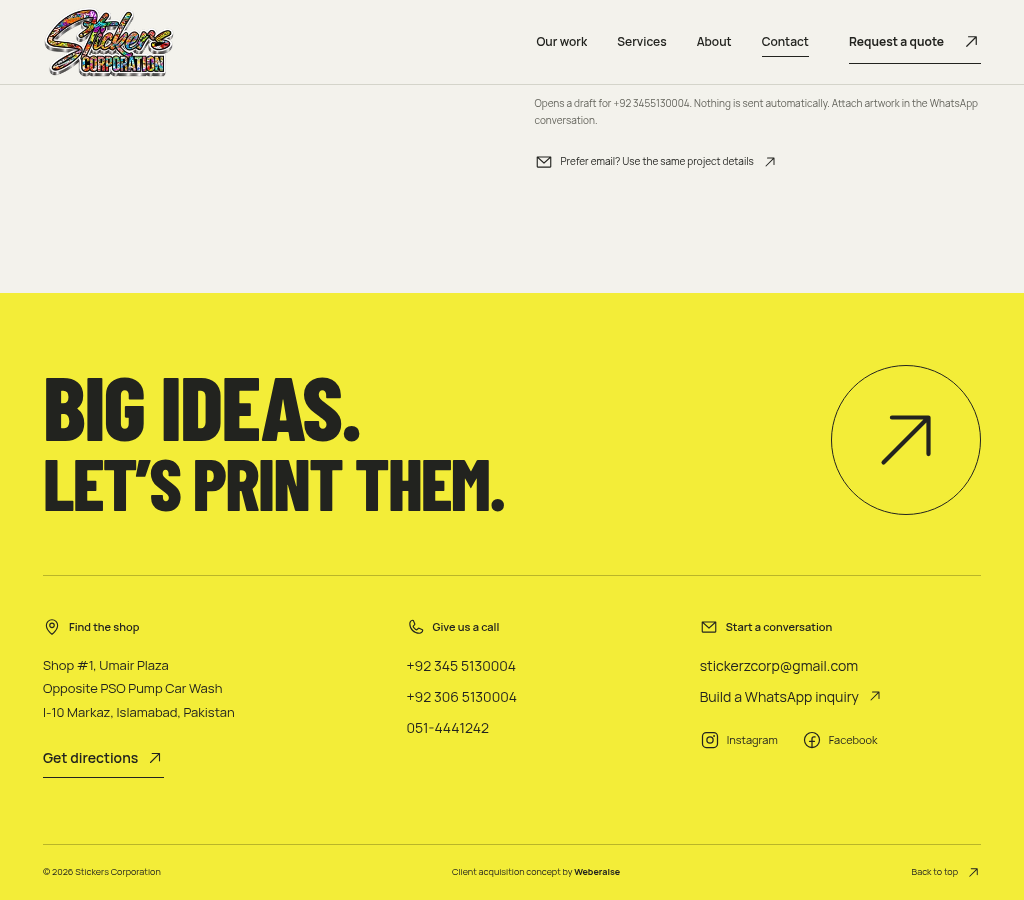 Stickers
CORPORATION
Our work
Services
About
Contact
Request a quote
Opens a draft for +92 3455130004. Nothing is sent automatically. Attach artwork in the WhatsApp
conversation.
Prefer email? Use the same project details
BIG IDEAS.
LET’S PRINT THEM.
Find the shop
Shop #1, Umair Plaza
Opposite PSO Pump Car Wash
I-10 Markaz, Islamabad, Pakistan
Get directions
Give us a call
+92 345 5130004
+92 306 5130004
051-4441242
Start a conversation
stickerzcorp@gmail.com
Build a WhatsApp inquiry
Instagram
Facebook
© 2026 Stickers Corporation
Client acquisition concept by Weberaise
Back to top